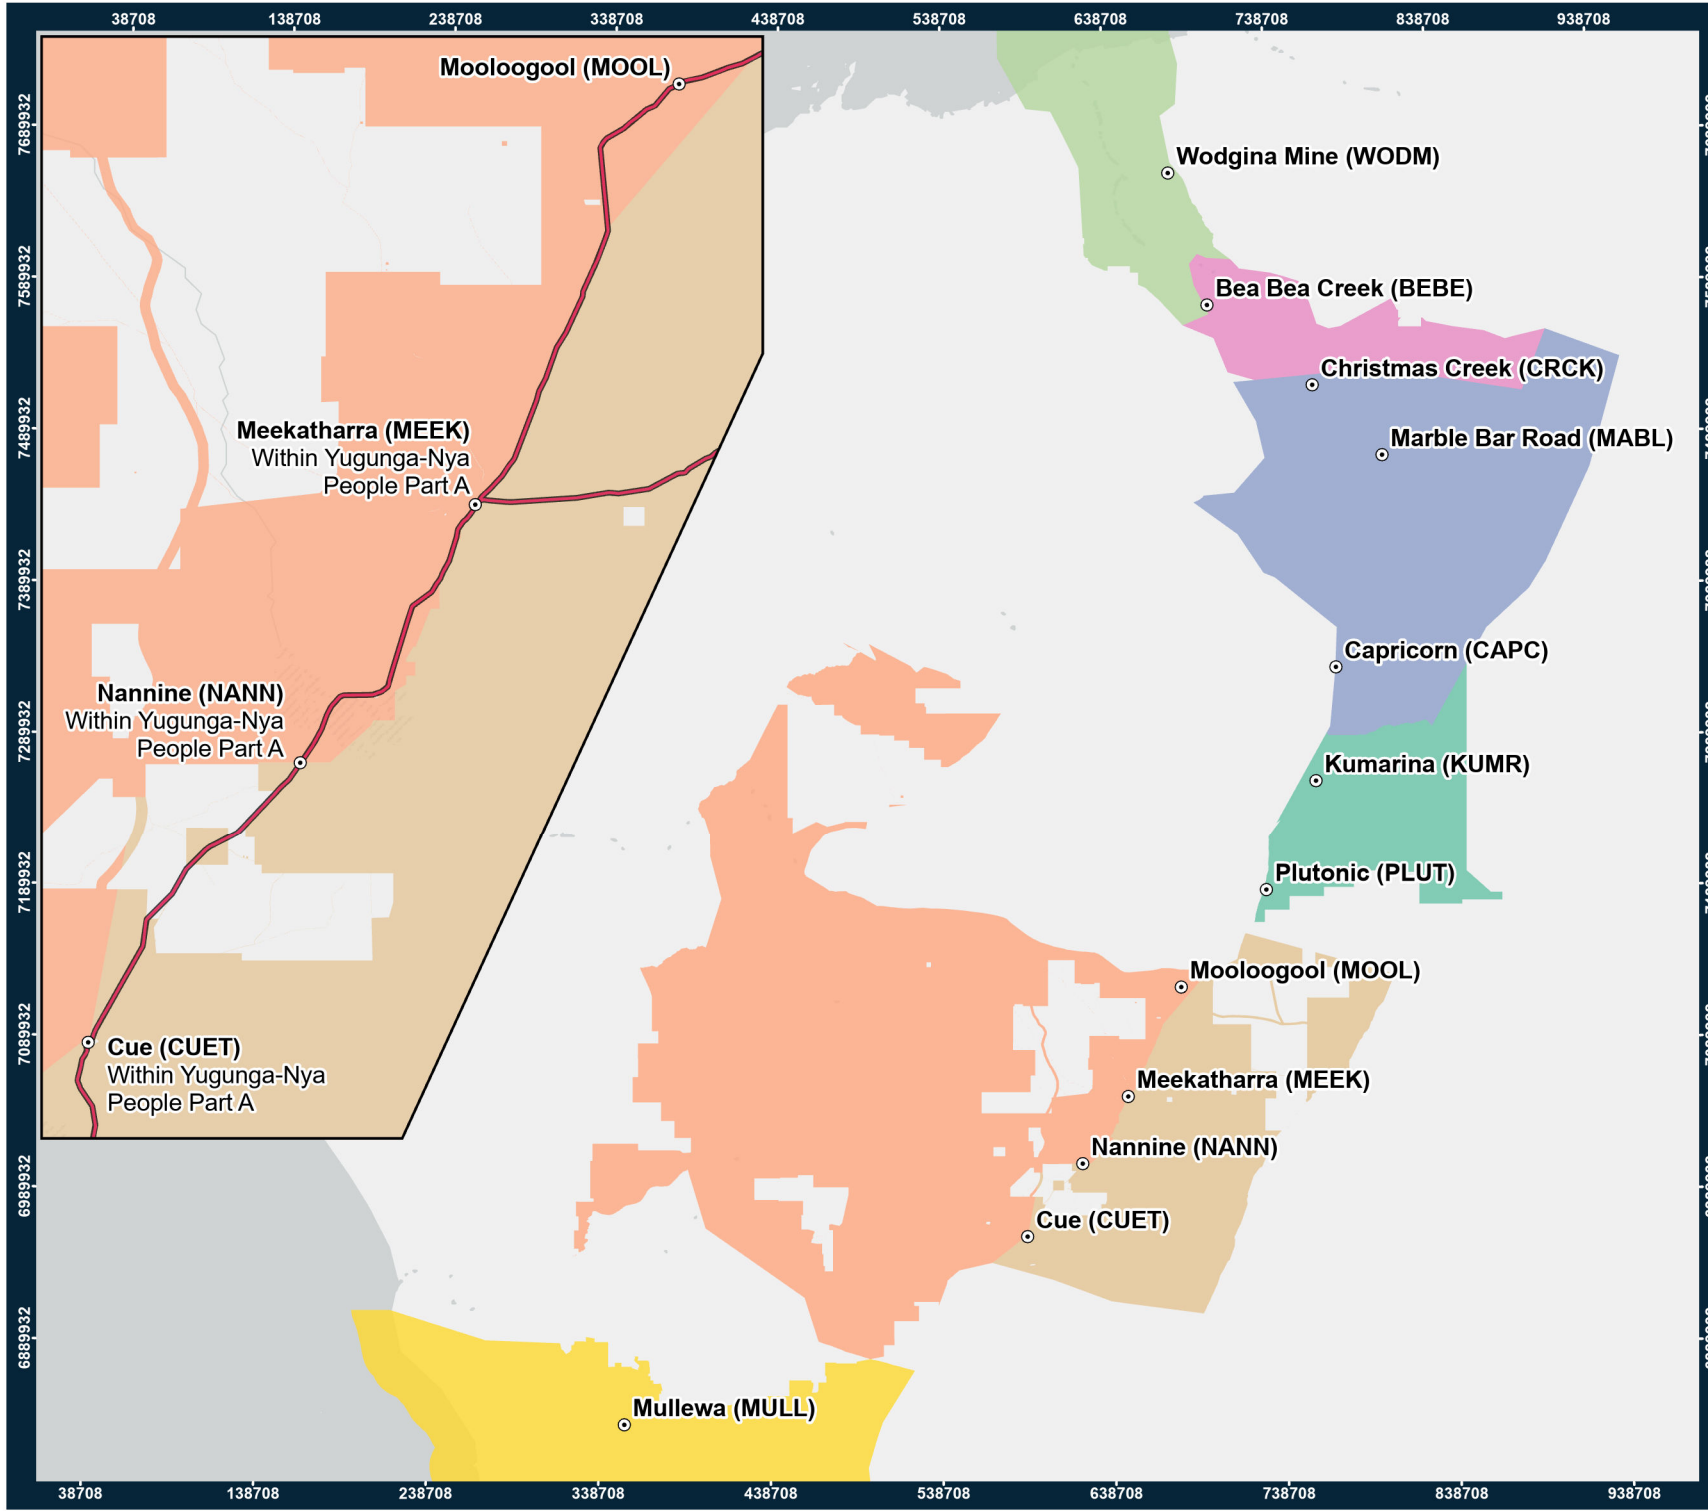 38708 138708 238708 338708 438708 538708 638708 738708 838708 938708
7689932
7589932
7489932
7389932
7289932
7189932
7089932
6989932
6889932
Mooloogool (MOOL)
Meekatharra (MEEK)
Within Yugunga-Nya
People Part A
Nannine (NANN)
Within Yugunga-Nya
People Part A
Cue (CUET)
Within Yugunga-Nya
People Part A
Wodgina Mine (WODM)
Bea Bea Creek (BEBE)
Christmas Creek (CRCK)
Marble Bar Road (MABL)
Capricorn (CAPC)
Kumarina (KUMR)
Plutonic (PLUT)
Mooloogool (MOOL)
Meekatharra (MEEK)
Nannine (NANN)
Cue (CUET)
Mullewa (MULL)
38708 138708 238708 338708 438708 538708 638708 738708 838708 938708